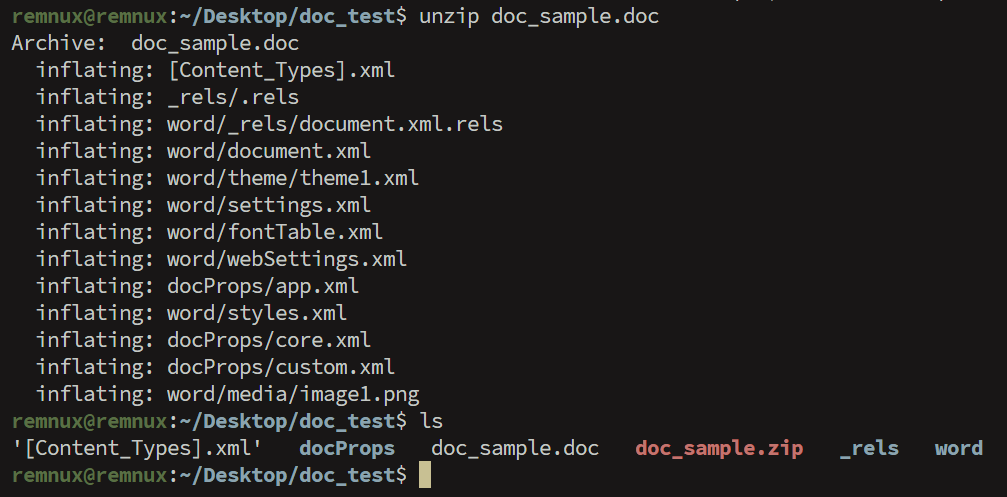 remnux@remnux:~/Desktop/doc_test$ unzip doc_sample.doc
Archive:  doc_sample.doc
  inflating: [Content_Types].xml
  inflating: _rels/.rels
  inflating: word/_rels/document.xml.rels
  inflating: word/document.xml
  inflating: word/theme/theme1.xml
  inflating: word/settings.xml
  inflating: word/fontTable.xml
  inflating: word/webSettings.xml
  inflating: docProps/app.xml
  inflating: word/styles.xml
  inflating: docProps/core.xml
  inflating: docProps/custom.xml
  inflating: word/media/image1.png
remnux@remnux:~/Desktop/doc_test$ ls
'[Content_Types].xml'   docProps   doc_sample.doc   doc_sample.zip   _rels   word
remnux@remnux:~/Desktop/doc_test$